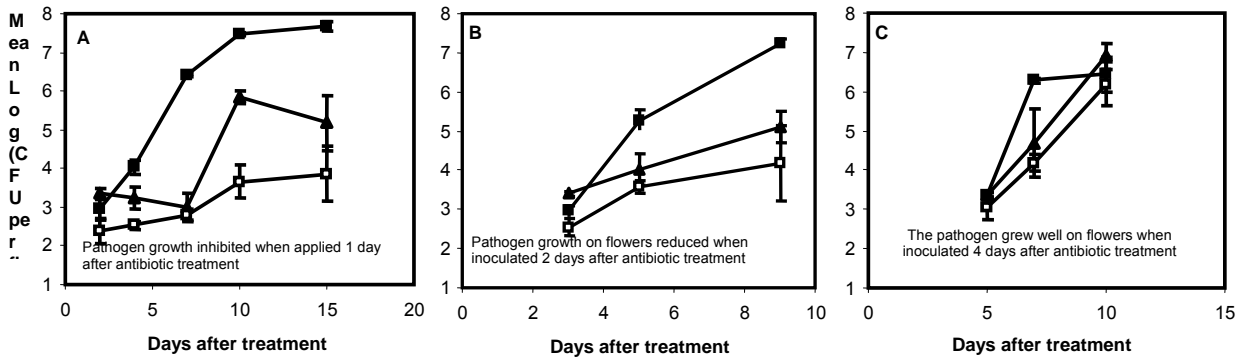 M
ea
n
L
o
g
(C
F
U
pe
r
8
7
6
5
4
3
2
1
A
Pathogen growth inhibited when applied 1 day
after antibiotic treatment
0 5 10 15 20
Days after treatment
8
7
6
5
4
3
2
1
B
Pathogen growth on flowers reduced when
inoculated 2 days after antibiotic treatment
0 5 10
Days after treatment
8
7
6
5
4
3
2
1
C
The pathogen grew well on flowers when
inoculated 4 days after antibiotic treatment
0 5 10 15
Days after treatment